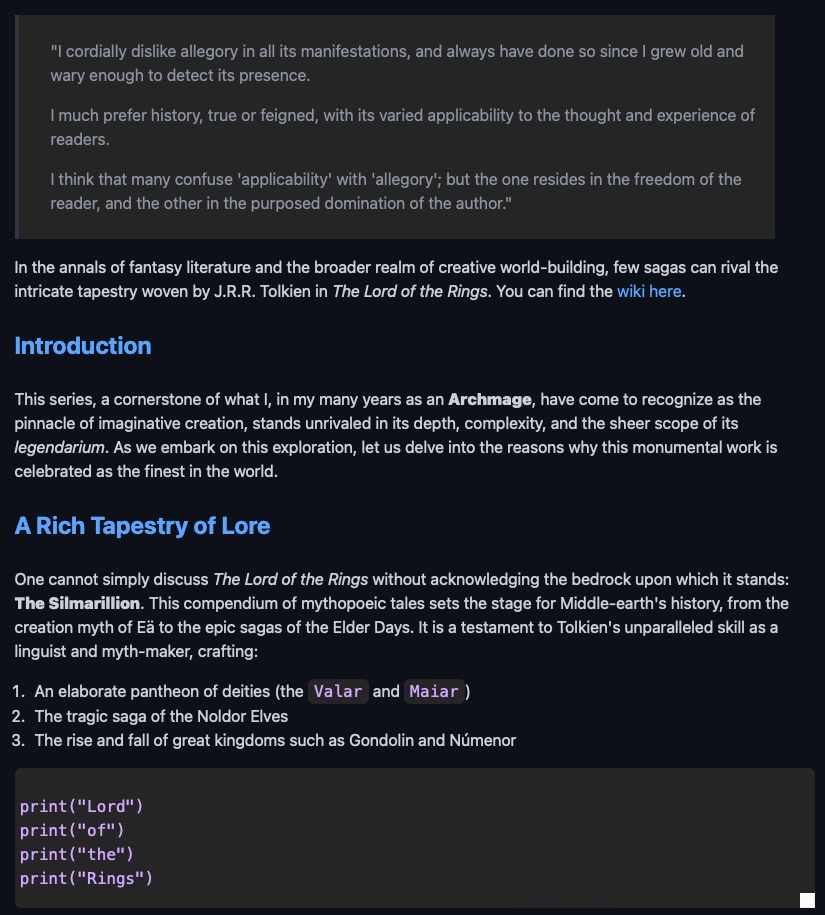 "I cordially dislike allegory in all its manifestations, and always have done so since I grew old and
wary enough to detect its presence.
I much prefer history, true or feigned, with its varied applicability to the thought and experience of
readers.
I think that many confuse 'applicability' with 'allegory'; but the one resides in the freedom of the
reader, and the other in the purposed domination of the author."
In the annals of fantasy literature and the broader realm of creative world-building, few sagas can rival the
intricate tapestry woven by J.R.R. Tolkien in The Lord of the Rings. You can find the wiki here.
Introduction
This series, a cornerstone of what I, in my many years as an Archmage, have come to recognize as the
pinnacle of imaginative creation, stands unrivaled in its depth, complexity, and the sheer scope of its
legendarium. As we embark on this exploration, let us delve into the reasons why this monumental work is
celebrated as the finest in the world.
A Rich Tapestry of Lore
One cannot simply discuss The Lord of the Rings without acknowledging the bedrock upon which it stands:
The Silmarillion. This compendium of mythopoeic tales sets the stage for Middle-earth's history, from the
creation myth of Eä to the epic sagas of the Elder Days. It is a testament to Tolkien's unparalleled skill as a
linguist and myth-maker, crafting:
1. An elaborate pantheon of deities (the Valar and Maiar)
2. The tragic saga of the Noldor Elves
3. The rise and fall of great kingdoms such as Gondolin and Númenor
print("Lord")
print("of")
print("the")
print("Rings")